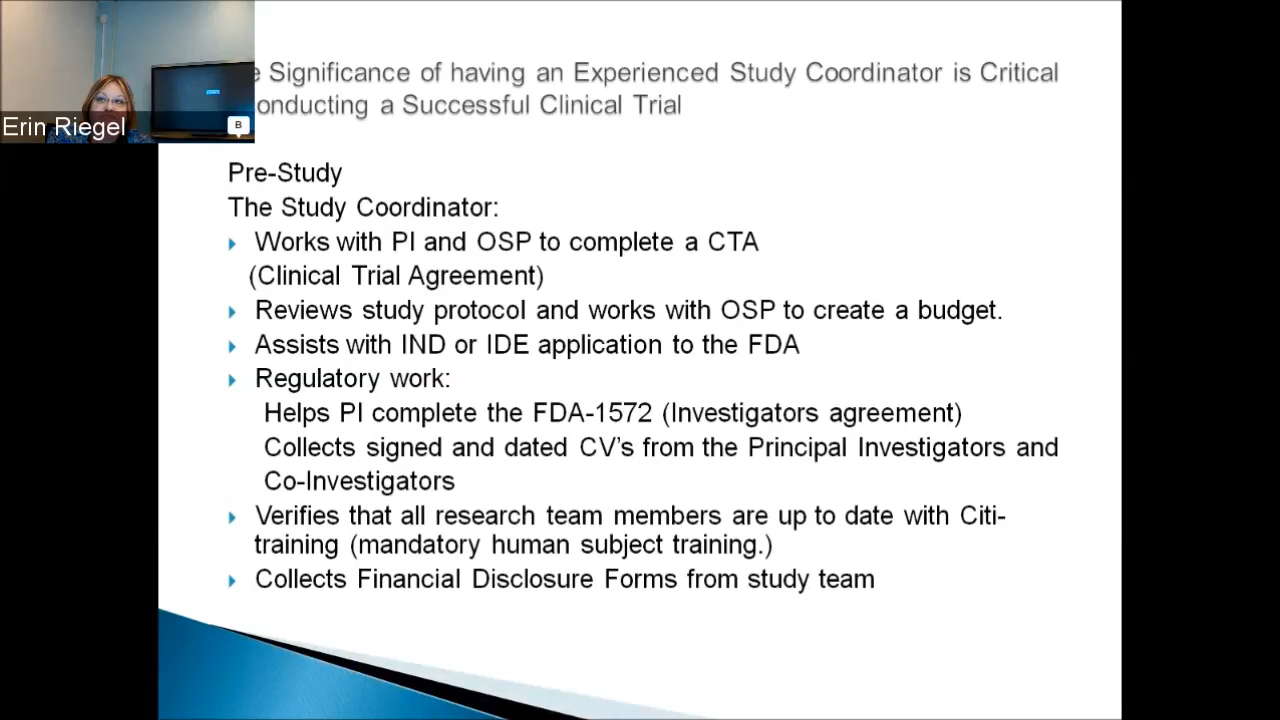 Erin Riegel
B
Significance of having an Experienced Study Coordinator is Critical
onducting a Successful Clinical Trial
Pre-Study
The Study Coordinator:
Works with PI and OSP to complete a CTA
(Clinical Trial Agreement)
Reviews study protocol and works with OSP to create a budget.
Assists with IND or IDE application to the FDA
Regulatory work:
Helps PI complete the FDA-1572 (Investigators agreement)
Collects signed and dated CV's from the Principal Investigators and
Co-Investigators
Verifies that all research team members are up to date with Citi-
training (mandatory human subject training.)
Collects Financial Disclosure Forms from study team